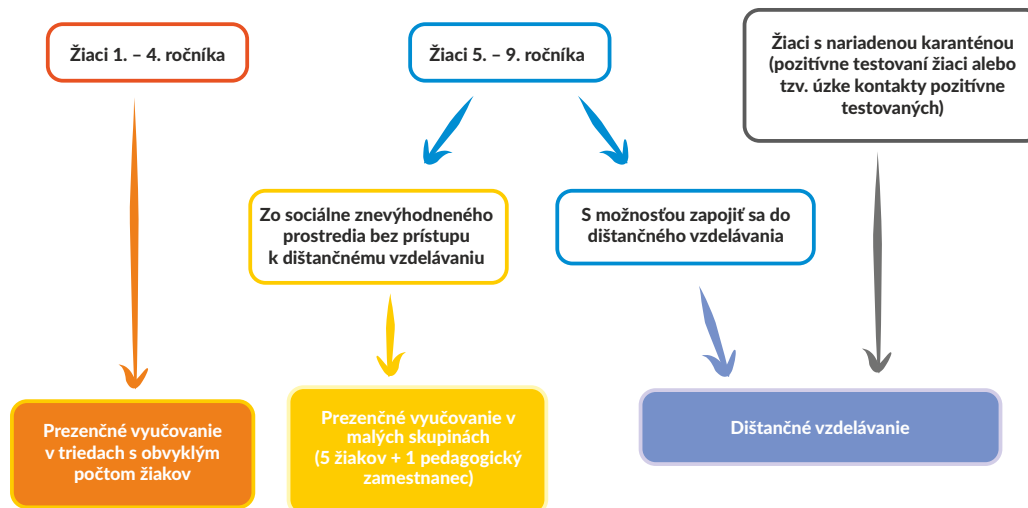 Žiaci 1. – 4. ročníka
Žiaci 5. – 9. ročníka
Žiaci s nariadenou karanténou
(pozitívne testovaní žiaci alebo
tzv. úzke kontakty pozitívne
testovaných)
Zo sociálne znevýhodneného
prostredia bez prístupu
k dištančnému vzdelávaniu
S možnosťou zapojiť sa do
dištančného vzdelávania
Prezenčné vyučovanie
v triedach s obvyklým
počtom žiakov
Prezenčné vyučovanie v
malých skupinách
(5 žiakov + 1 pedagogický
zamestnanec)
Dištančné vzdelávanie